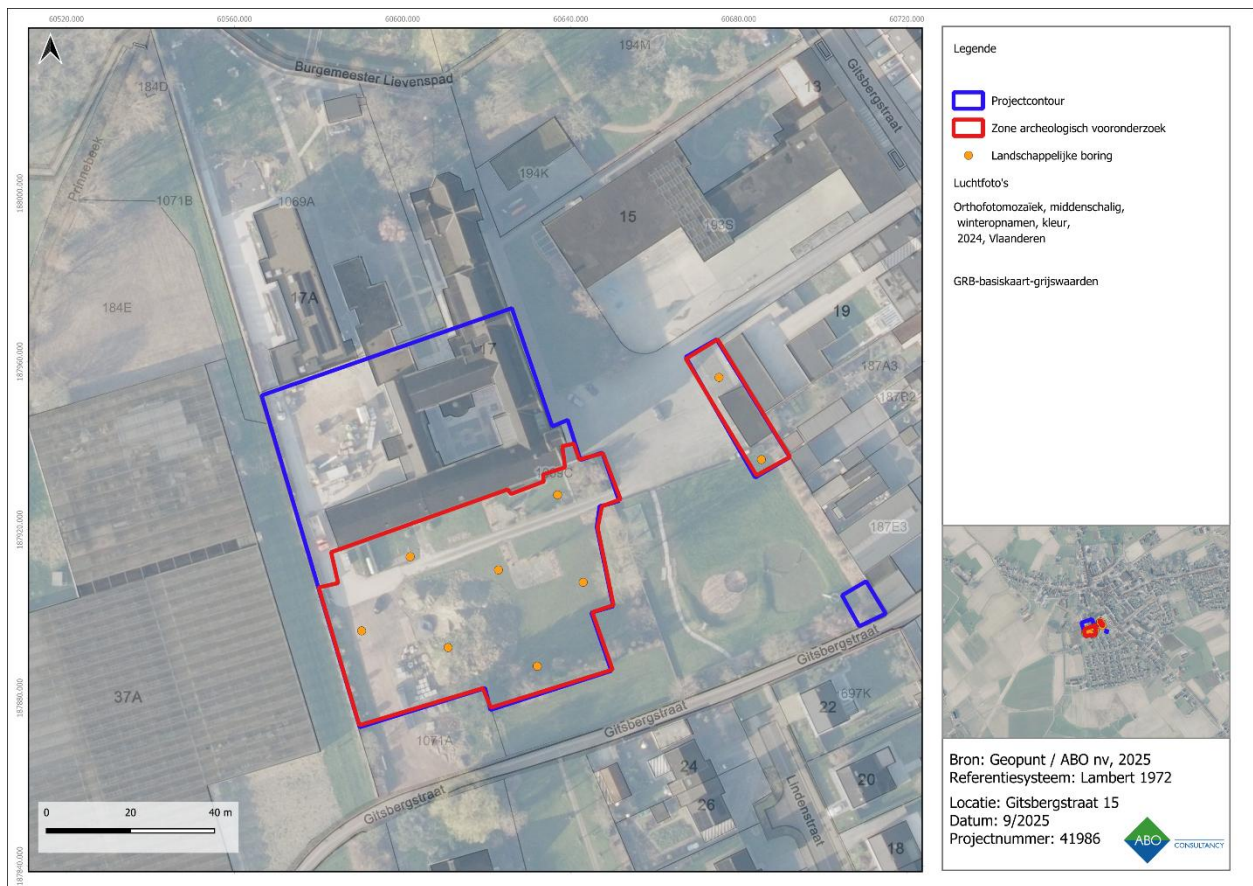 60520.000
60560.000
60600.000
60640.000
60680.000
60720.000
188000.000
187960.000
187920.000
187880.000
187840.000
194M
184D
Burgemeester Lievenspad
Gitsbergstraat
13
Prinnebeek
1071B
1069A
194K
15
193S
184E
17A
17
19
187A3
187B2
187E3
37A
1071A
Gitsbergstraat
Gitsbergstraat
697K
22
24
26
20
18
Lindenstraat
0 20 40 m
Legende
Projectcontour
Zone archeologisch vooronderzoek
Landschappelijke boring
Luchtfoto's
Orthofotomozaïek, middenschalig,
winteropnamen, kleur,
2024, Vlaanderen
GRB-basiskaart-grijswaarden
Bron: Geopunt / ABO nv, 2025
Referentiesysteem: Lambert 1972
Locatie: Gitsbergstraat 15
Datum: 9/2025
Projectnummer: 41986
ABO CONSULTANCY